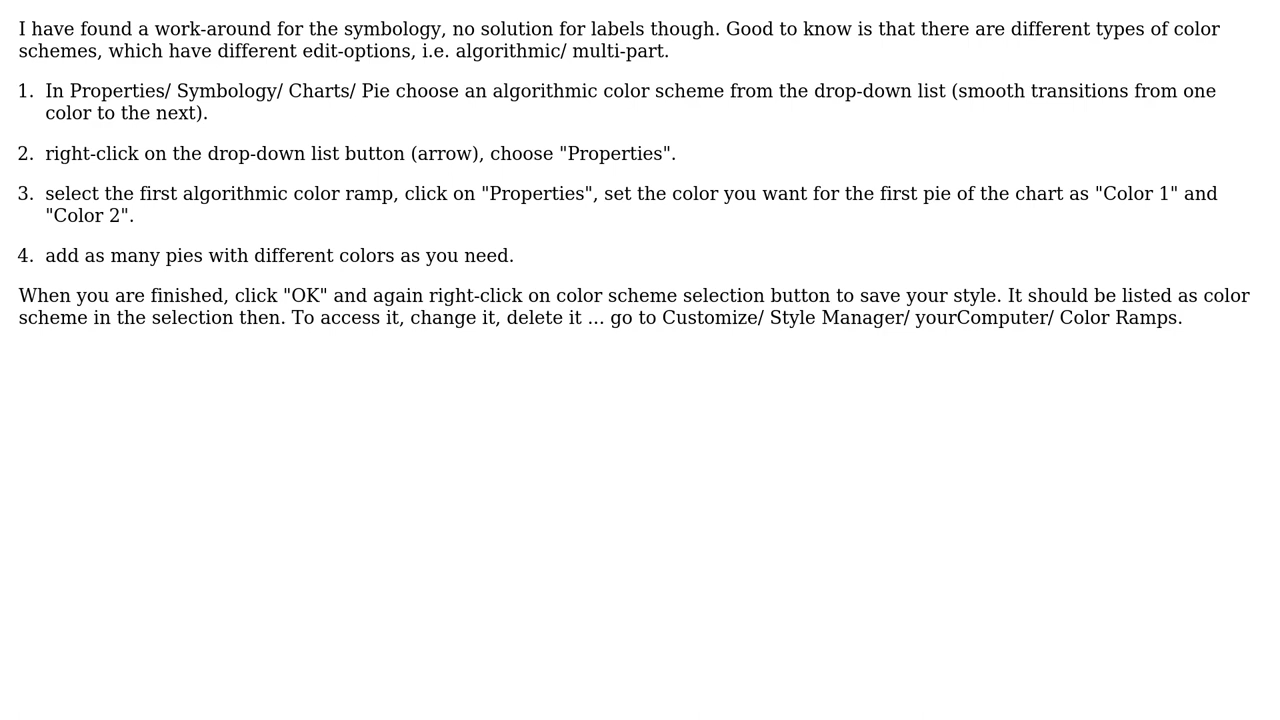 I have found a work-around for the symbology, no solution for labels though. Good to know is that there are different types of color
schemes, which have different edit-options, i.e. algorithmic/ multi-part.
1. In Properties/ Symbology/ Charts/ Pie choose an algorithmic color scheme from the drop-down list (smooth transitions from one
color to the next).
2. right-click on the drop-down list button (arrow), choose "Properties".
3. select the first algorithmic color ramp, click on "Properties", set the color you want for the first pie of the chart as "Color 1" and
"Color 2".
4. add as many pies with different colors as you need.
When you are finished, click "OK" and again right-click on color scheme selection button to save your style. It should be listed as color
scheme in the selection then. To access it, change it, delete it ... go to Customize/ Style Manager/ yourComputer/ Color Ramps.